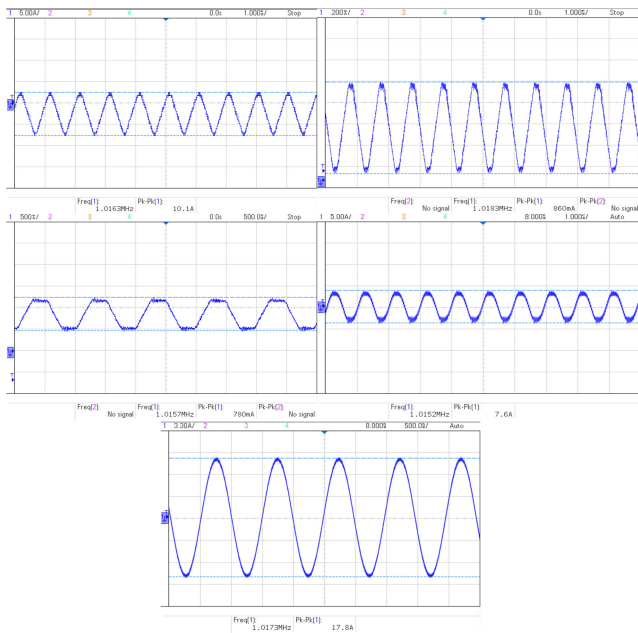 1 5.00A/ 2 3 4 0.0s 1.000%/ Stop
Freq(1): Pk-Pk(1):
1.0163MHz 10.1A
1 200%/ 2 3 4 0.0s 1.000%/ Stop
Freq(2): Freq(1): Pk-Pk(1): Pk-Pk(2):
No signal 1.0183MHz 860mA No signal
1 500%/ 2 3 4 0.0s 500.0%/ Stop
Freq(2): Freq(1): Pk-Pk(1): Pk-Pk(2):
No signal 1.0157MHz 780mA No signal
1 5.00A/ 2 3 4 8.000% 1.000%/ Auto
Freq(1): Pk-Pk(1):
1.0152MHz 7.6A
1 3.30A/ 2 3 4 500.0%/ Auto
Freq(1): Pk-Pk(1):
1.0173MHz 17.8A